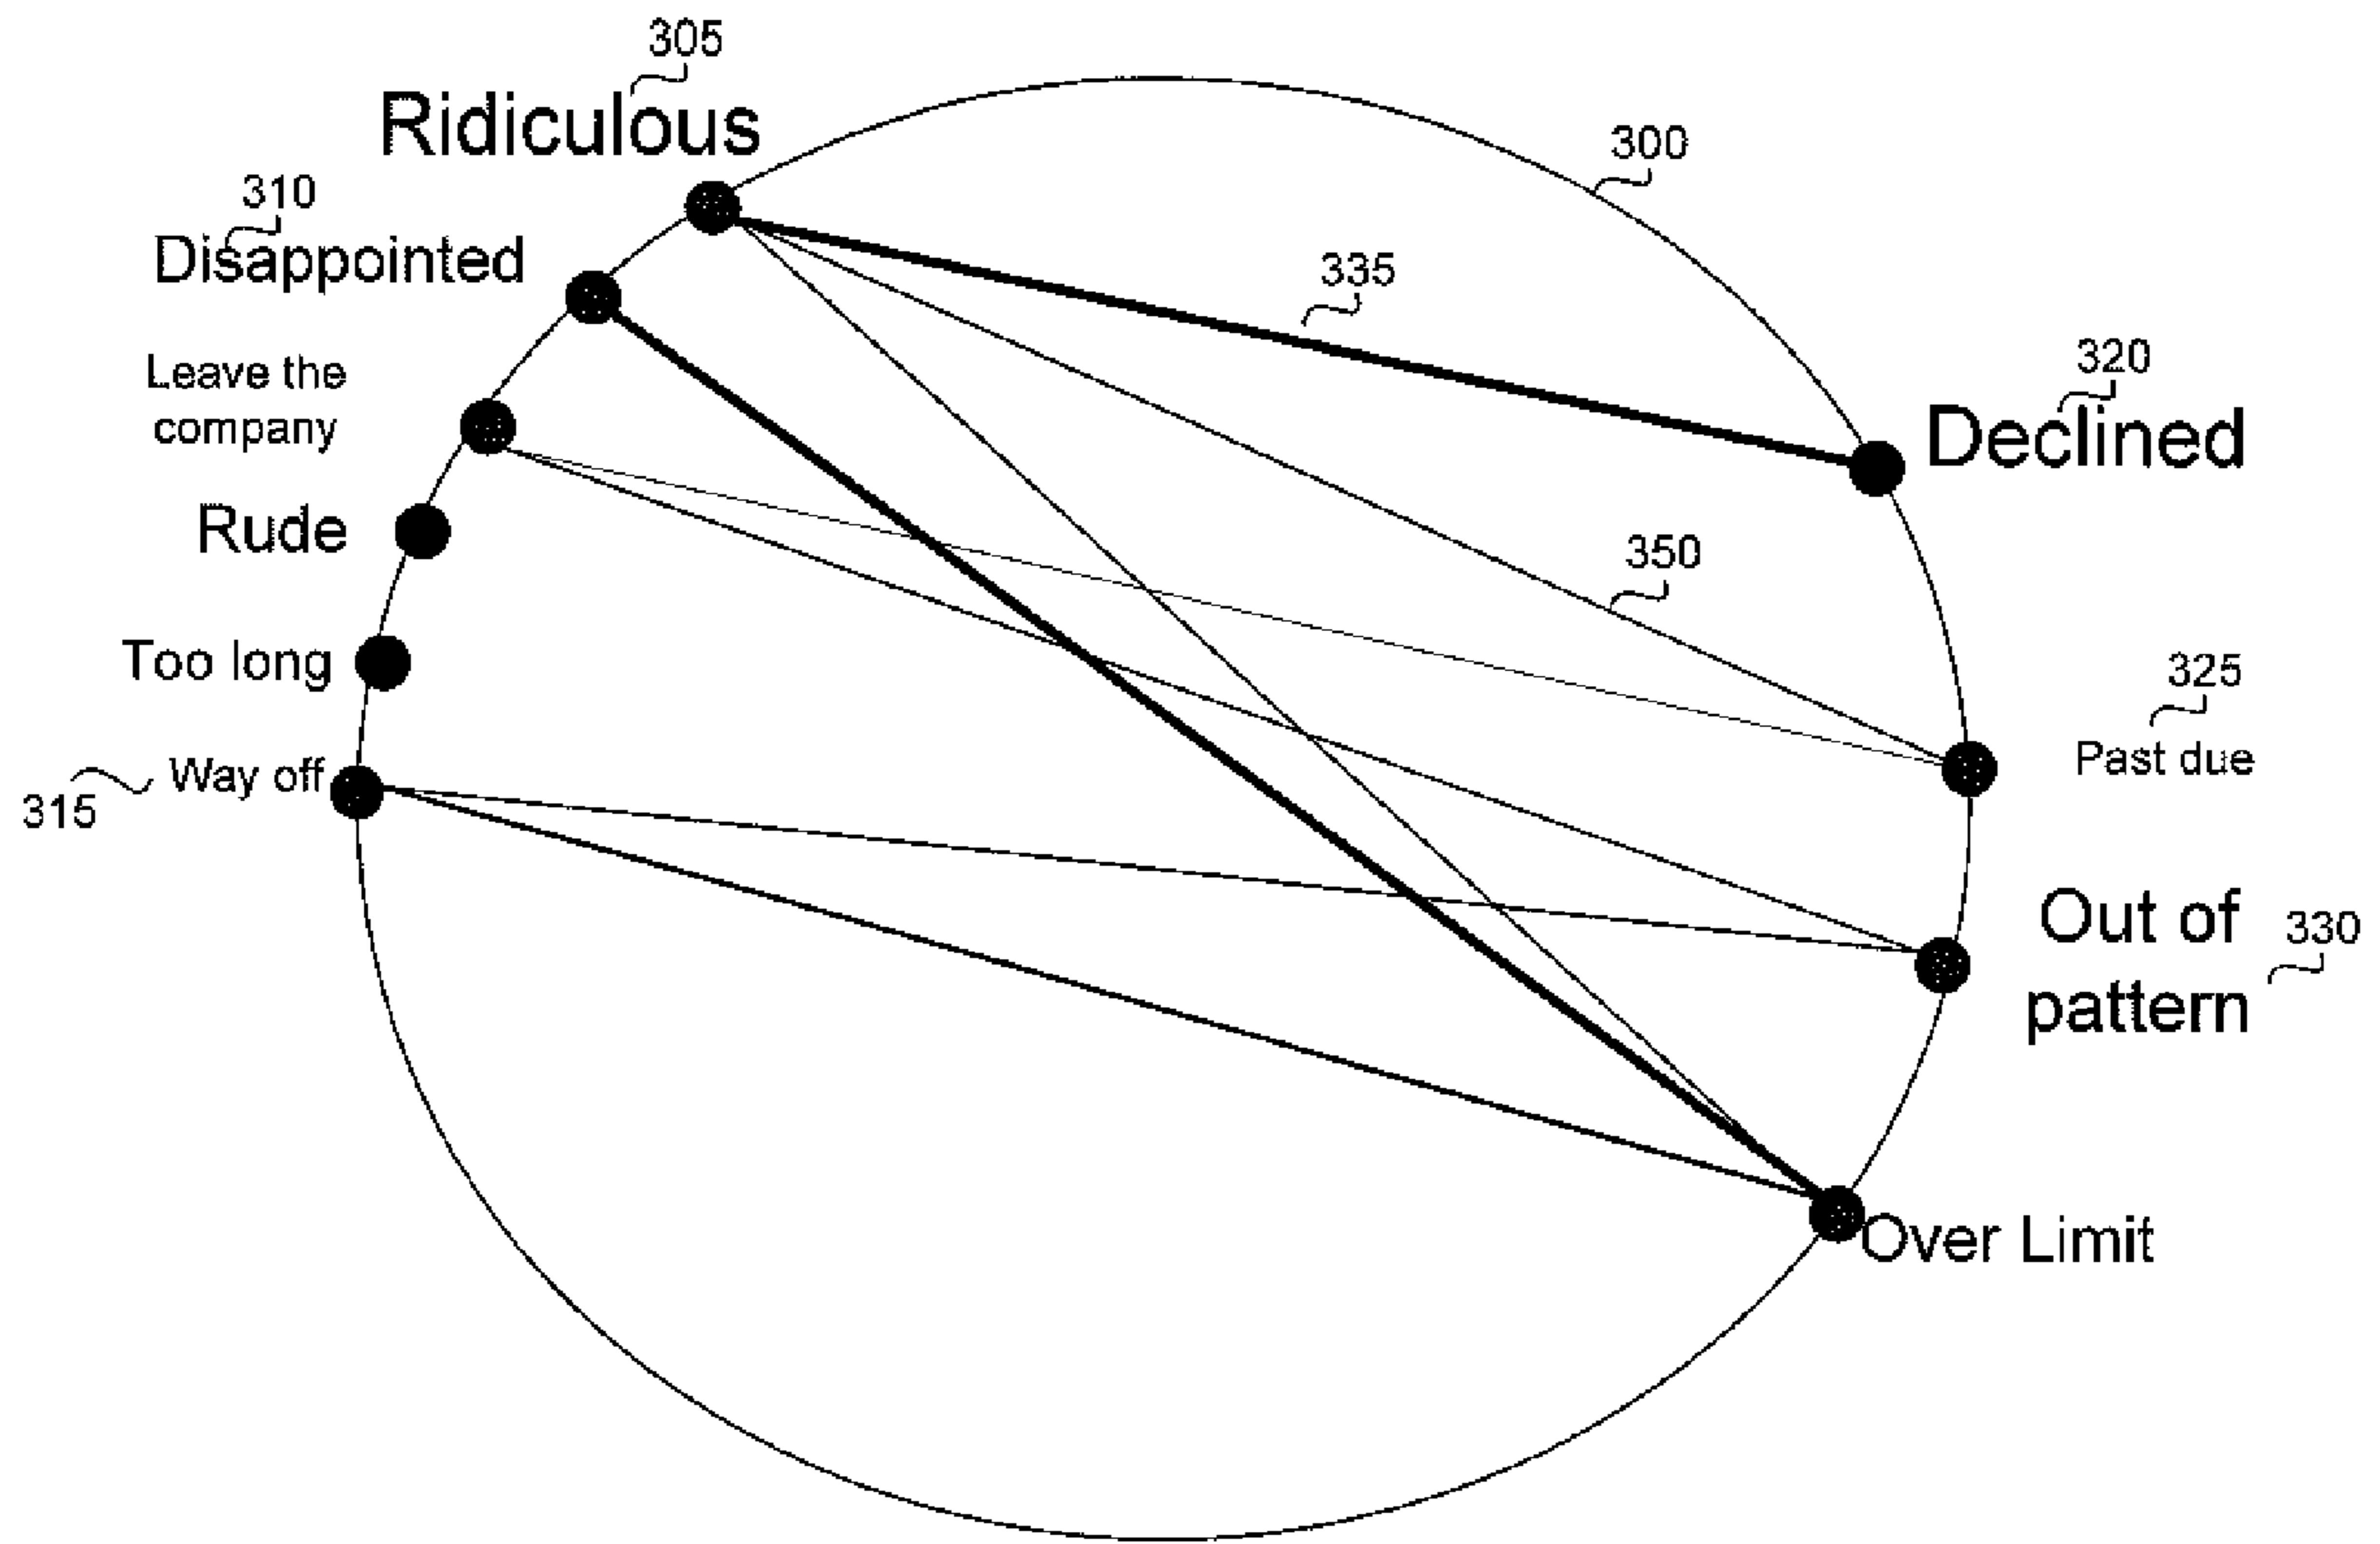 305
Ridiculous
300
310
Disappointed
335
320
Leave the
company
Declined
Rude
350
Too long
325
Past due
Way off
315
Out of
330
pattern
Over Limit